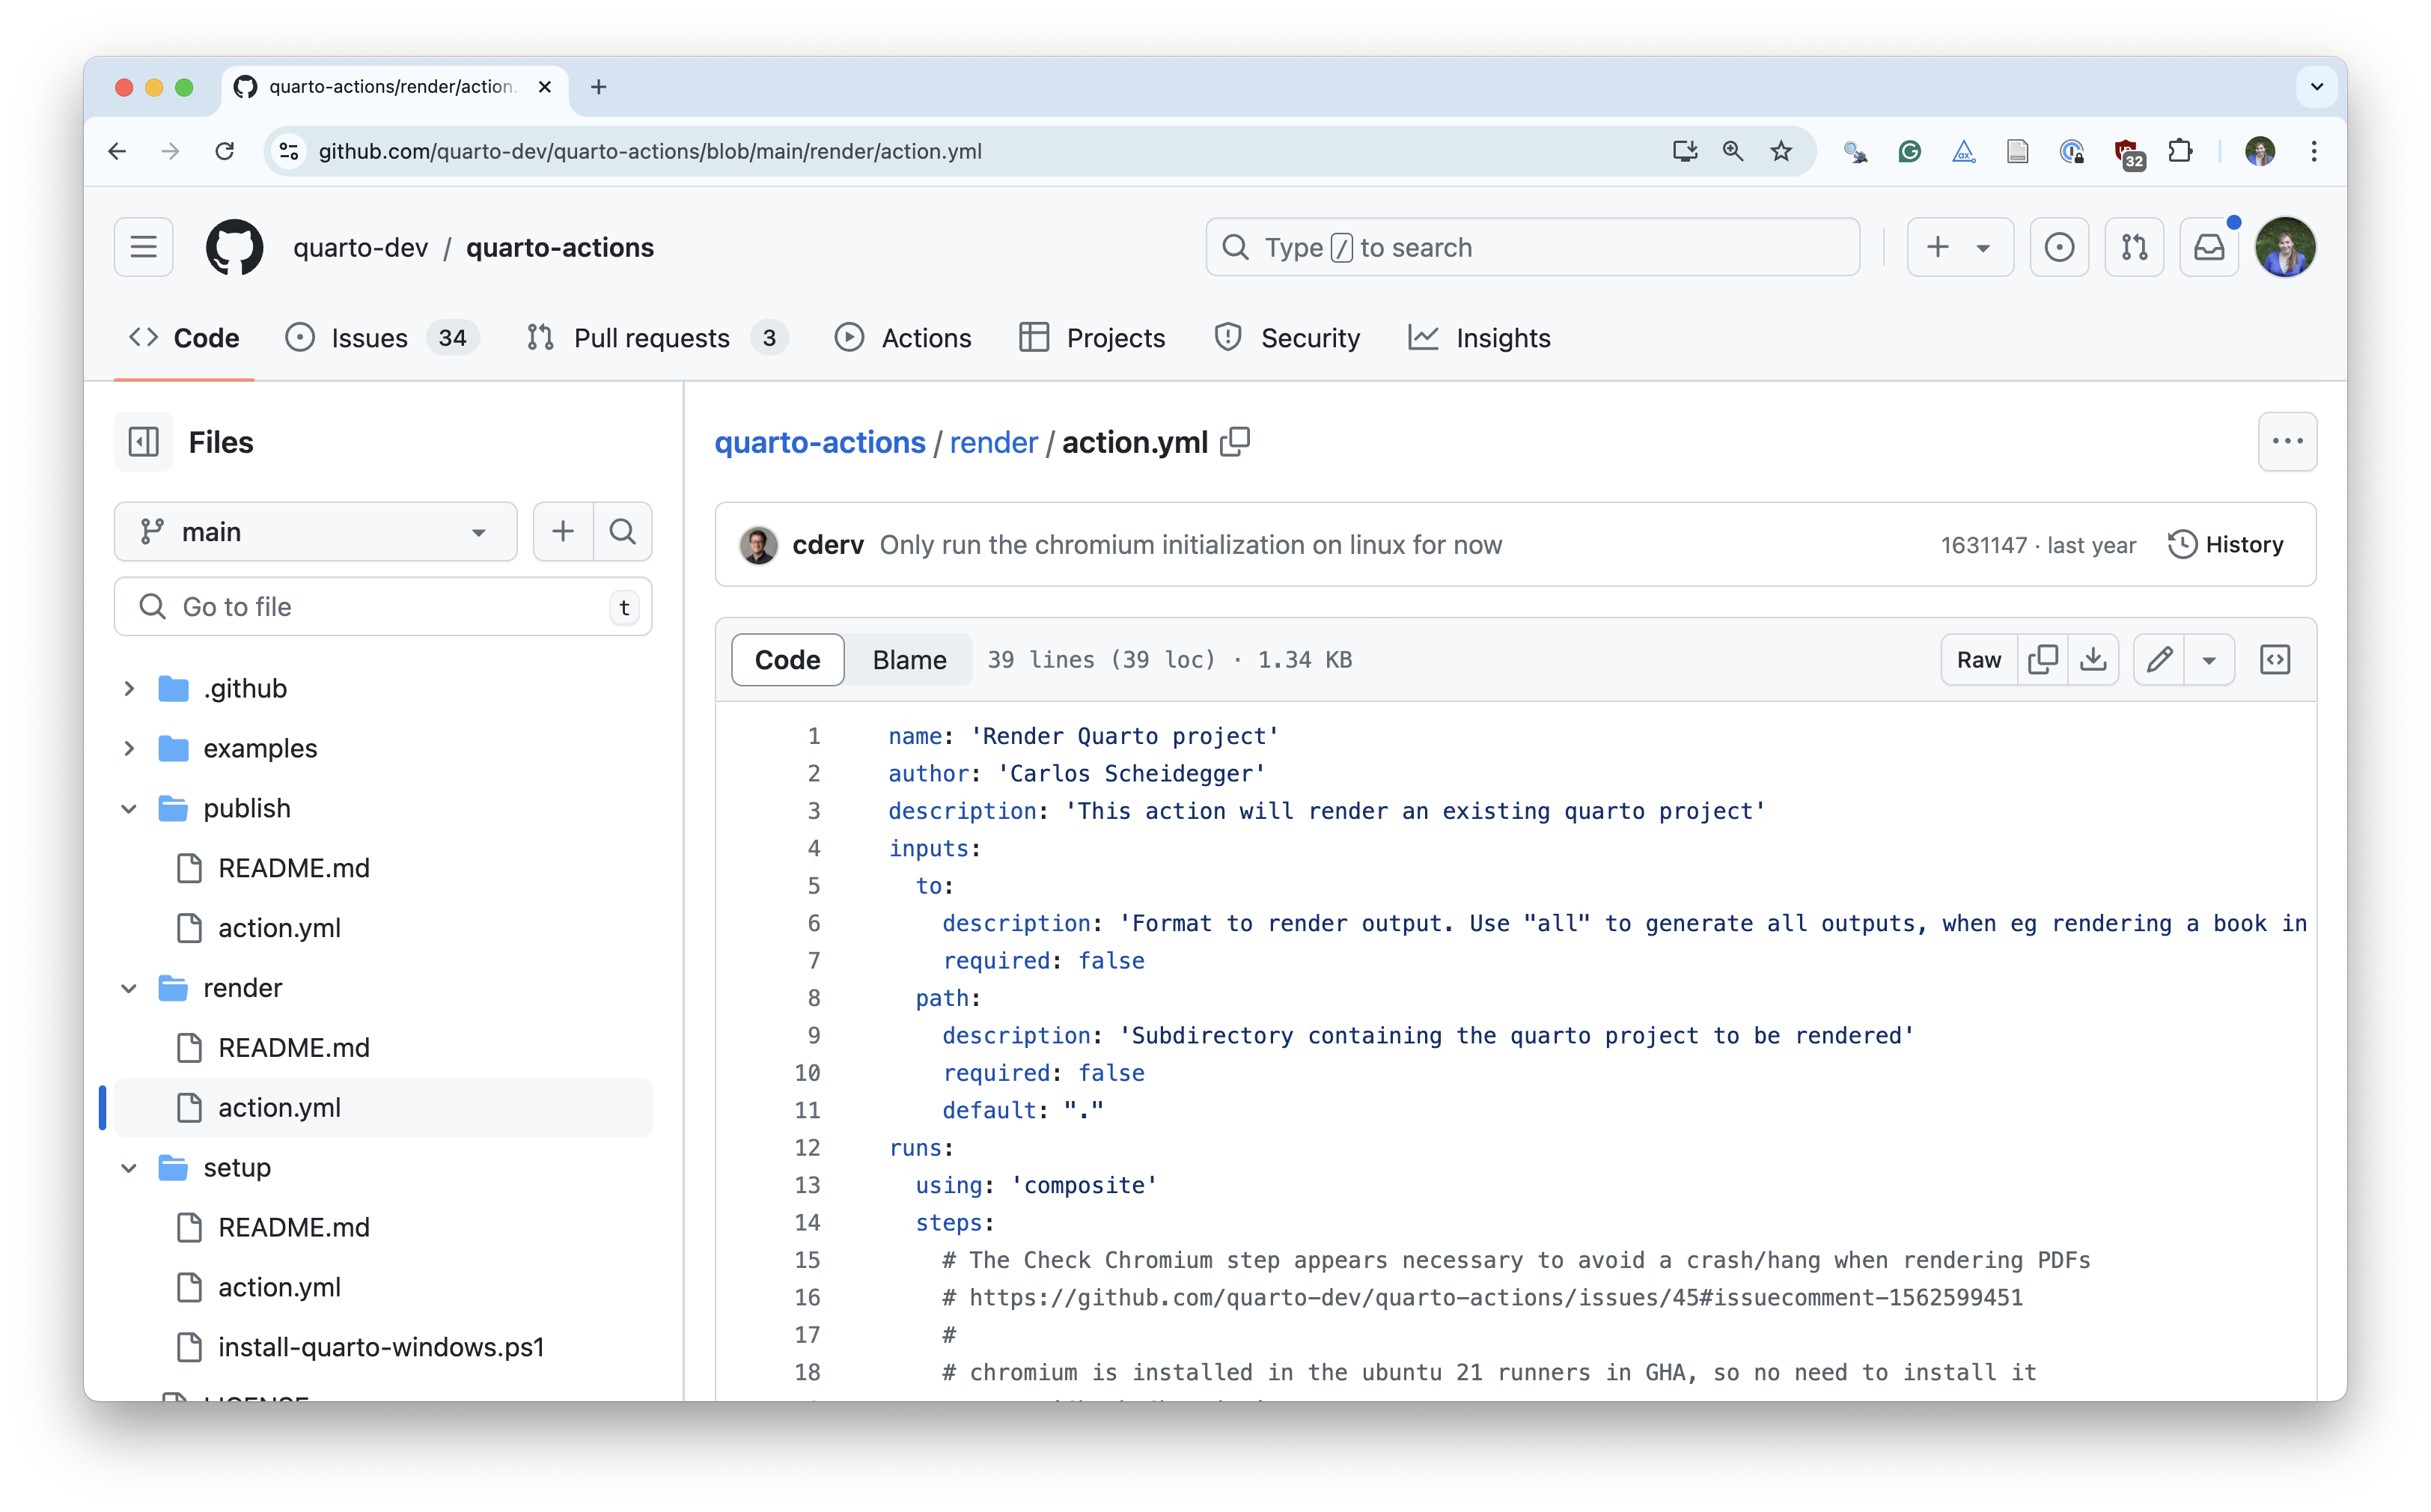 quarto-actions/render/action.
github.com/quarto-dev/quarto-actions/blob/main/render/action.yml
32
quarto-dev / quarto-actions
Type / to search
Code
Issues 34
Pull requests 3
Actions
Projects
Security
Insights
Files
main
Go to file
t
.github
examples
publish
README.md
action.yml
render
README.md
action.yml
setup
README.md
action.yml
install-quarto-windows.ps1
quarto-actions / render / action.yml
cderv Only run the chromium initialization on linux for now
1631147 · last year
History
Code
Blame
39 lines (39 loc) · 1.34 KB
Raw
1 name: 'Render Quarto project'
2 author: 'Carlos Scheidegger'
3 description: 'This action will render an existing quarto project'
4 inputs:
5 to:
6 description: 'Format to render output. Use "all" to generate all outputs, when eg rendering a book in
7 required: false
8 path:
9 description: 'Subdirectory containing the quarto project to be rendered'
10 required: false
11 default: "."
12 runs:
13 using: 'composite'
14 steps:
15 # The Check Chromium step appears necessary to avoid a crash/hang when rendering PDFs
16 # https://github.com/quarto-dev/quarto-actions/issues/45#issuecomment-1562599451
17 #
18 # chromium is installed in the ubuntu 21 runners in GHA, so no need to install it